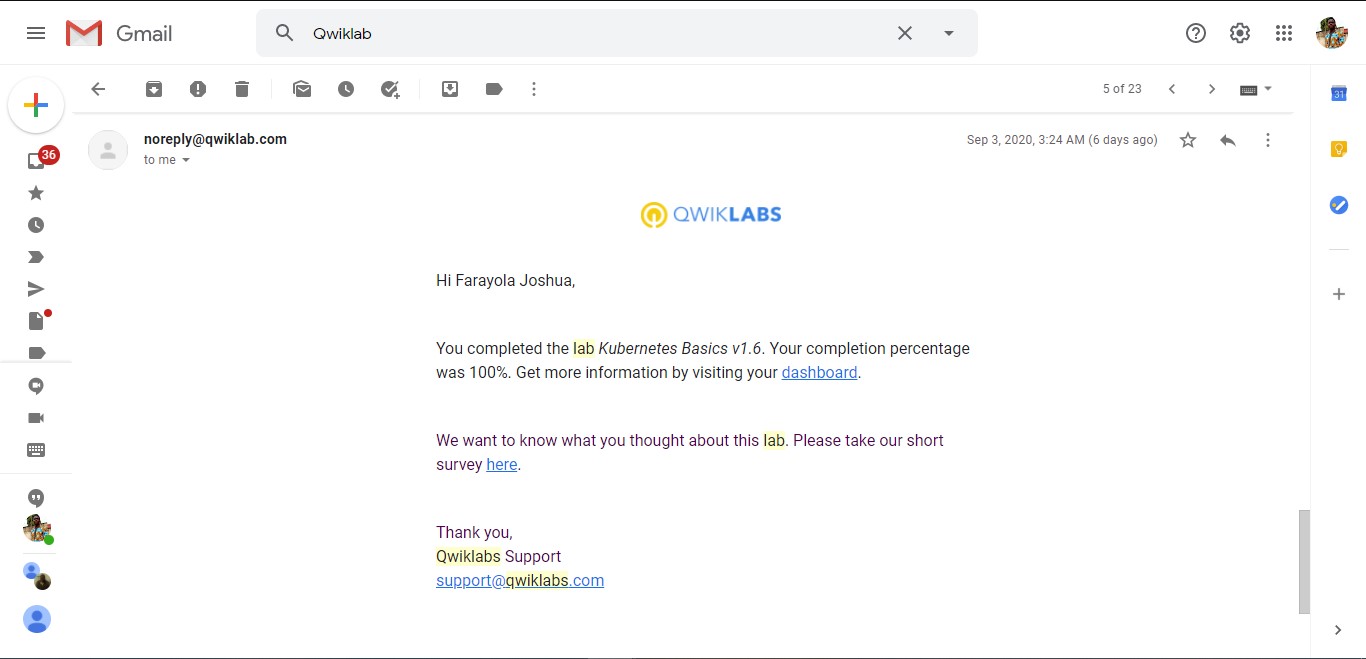 Gmail
Qwiklab
5 of 23
noreply@qwiklab.com
Sep 3, 2020, 3:24 AM (6 days ago)
to me
36
31
QWIKLABS
Hi Farayola Joshua,
You completed the lab Kubernetes Basics v1.6. Your completion percentage
was 100%. Get more information by visiting your dashboard.
We want to know what you thought about this lab. Please take our short
survey here.
Thank you,
Qwiklabs Support
support@qwiklabs.com